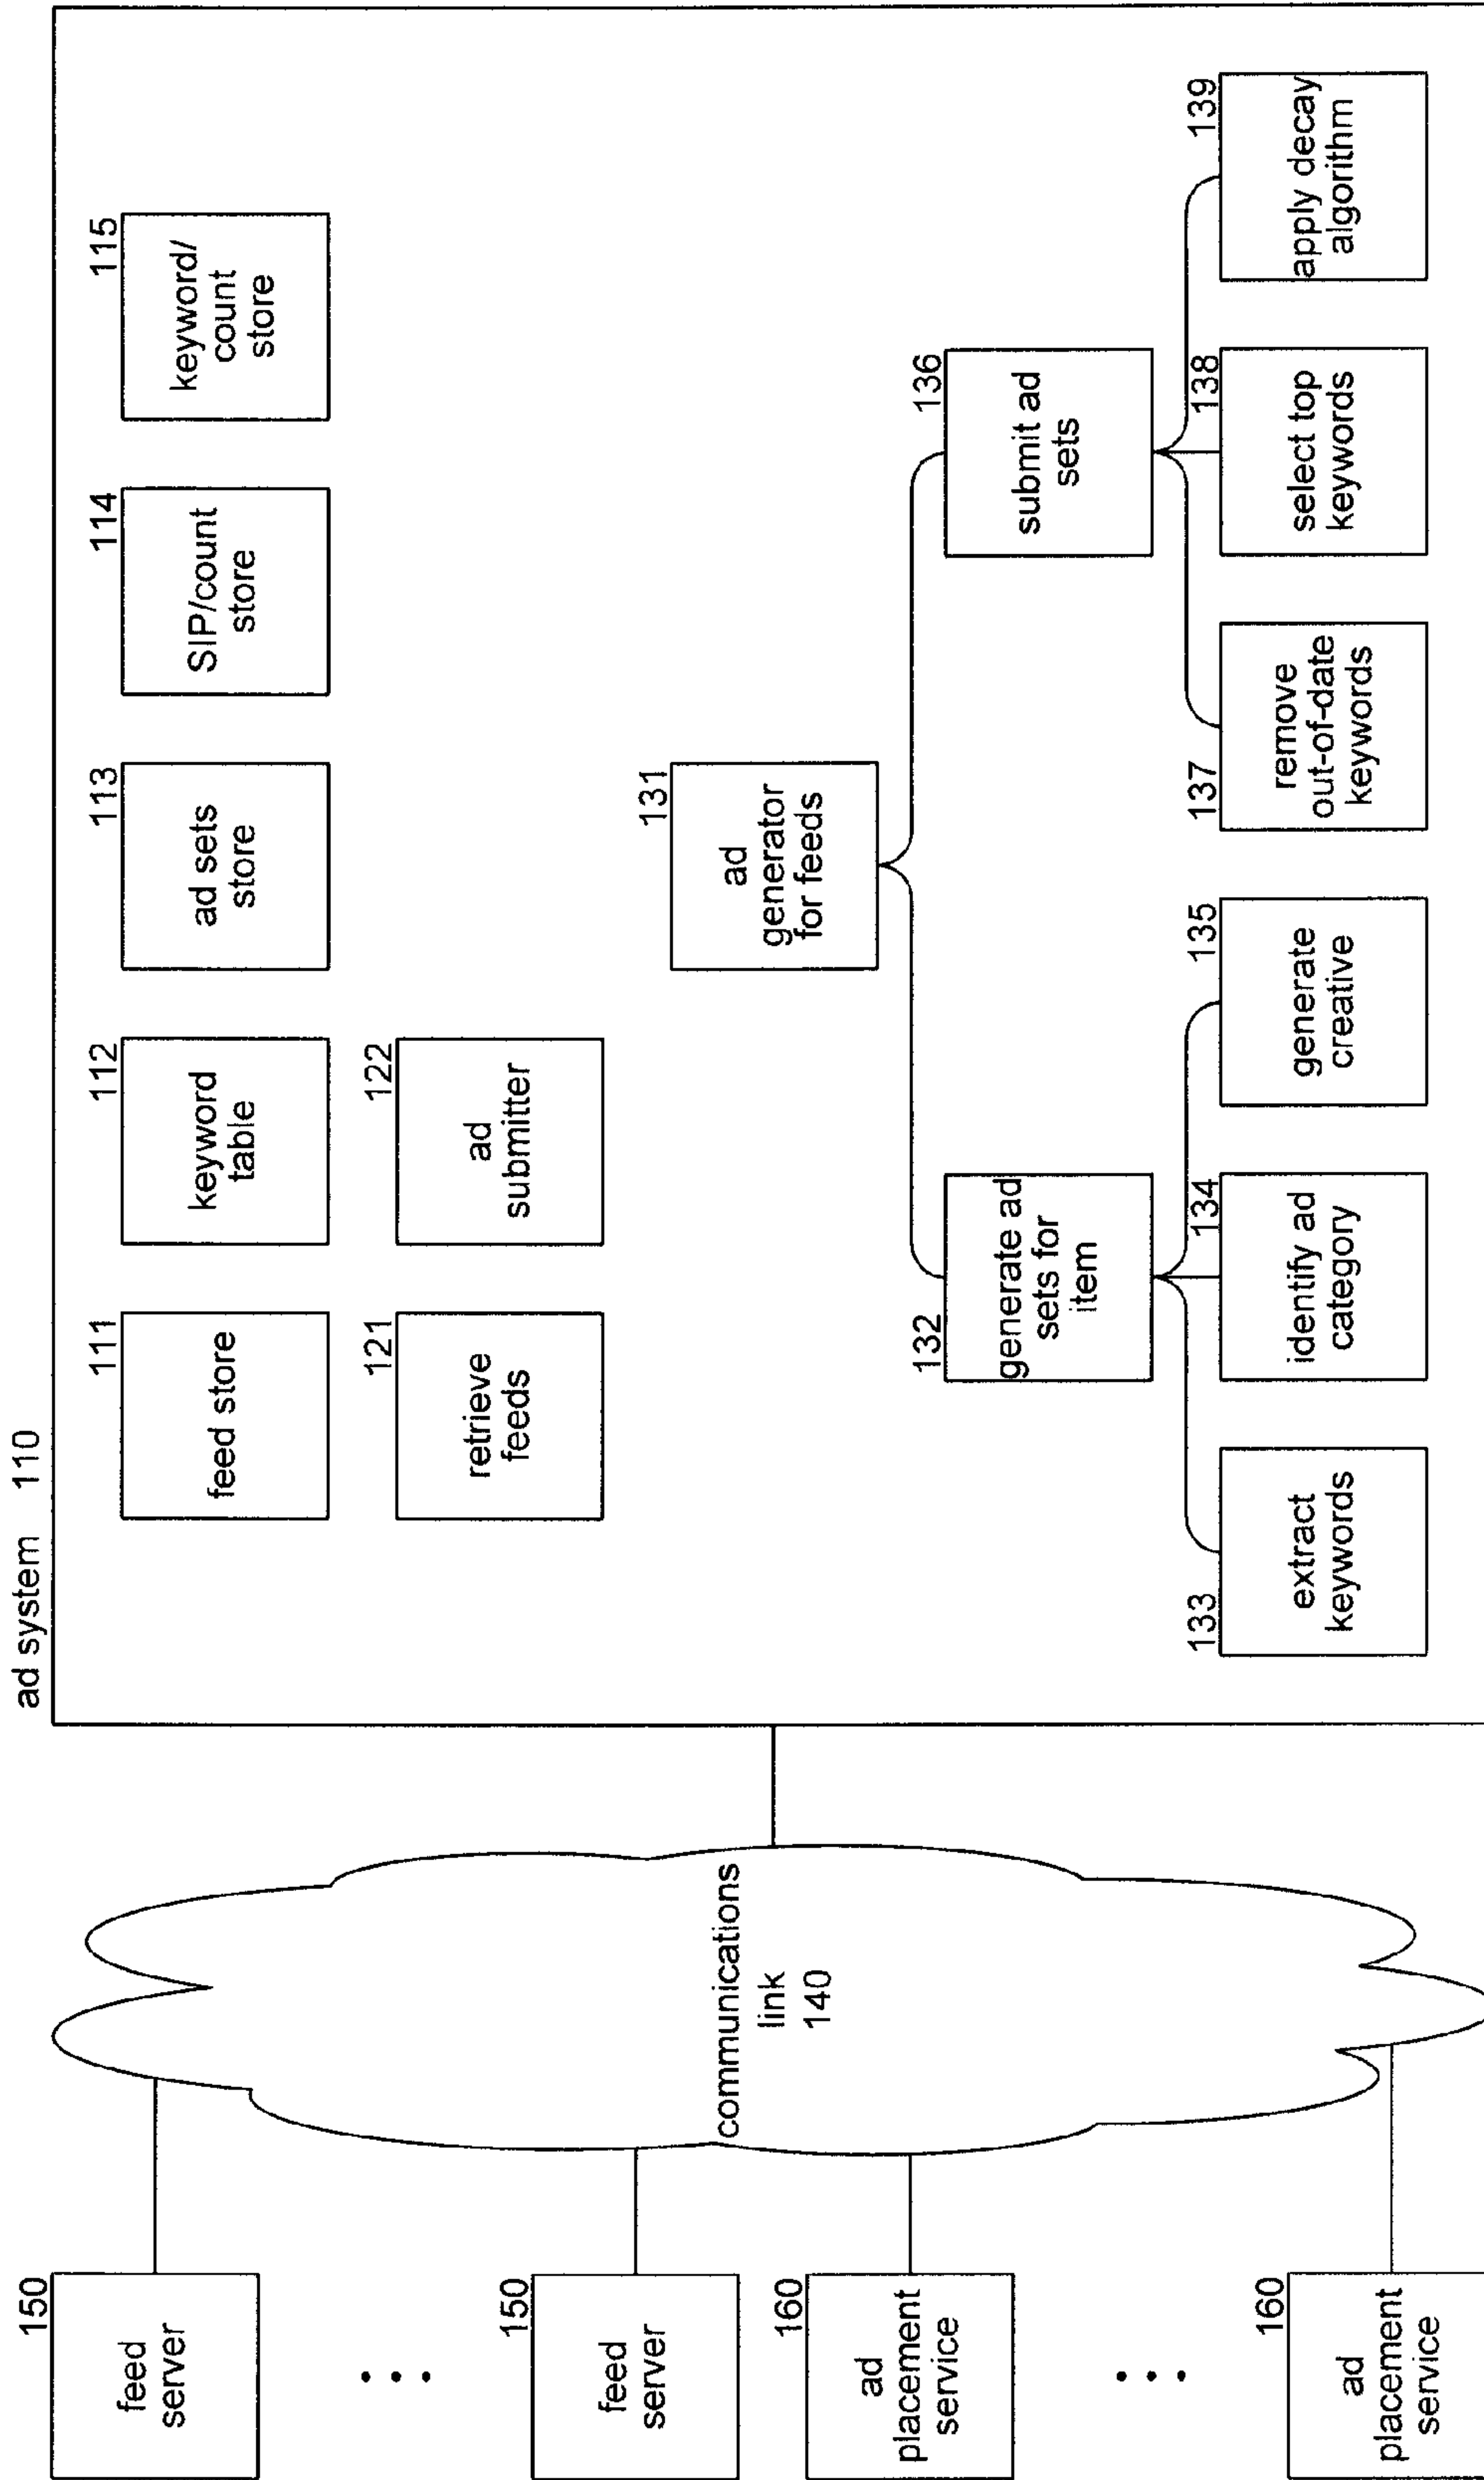 ad system 110
111
feed store
112
keyword
table
113
ad sets
store
114
SIP/count
store
115
keyword/
count
store
121
retrieve
feeds
122
ad
submitter
131
ad
generator
for feeds
132
generate ad
sets for
item
136
submit ad
sets
133
extract
keywords
134
identify ad
category
135
generate
creative
137
remove
out-of-date
keywords
138
select top
keywords
139
apply decay
algorithm
communications
link
140
150
feed
server
150
feed
server
160
ad
placement
service
160
ad
placement
service